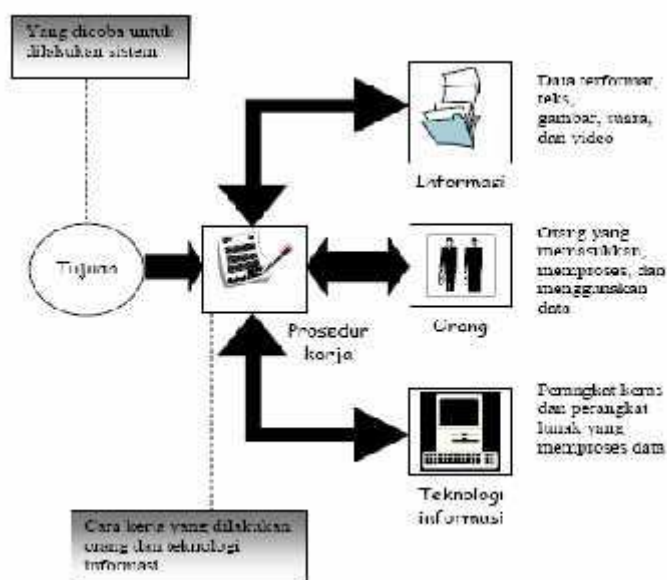 Yang dicoba untuk
dilakukan sistem
Data terformat,
teks,
gambar, suara,
dan video
Informasi
Tujuan
Orang yang
memasukkan,
memproses, dan
menggunakan
data
Prosedur
kerja
Orang
Perangkat keras
dan perangkat
lunak yang
memproses data
Teknologi
informasi
Cara kerja yang dilakukan
orang dan teknologi
informasi